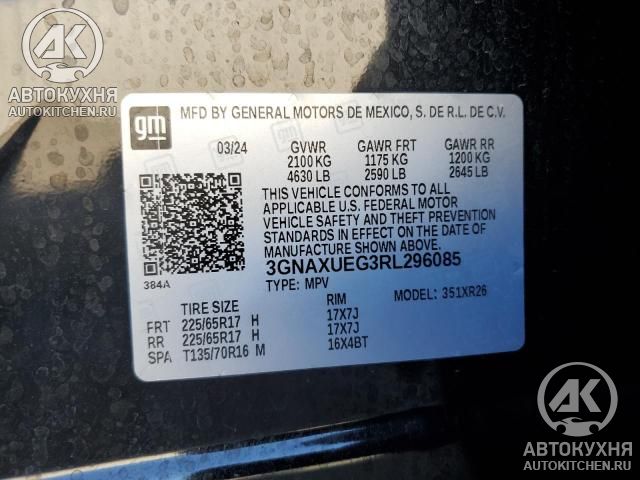 АВТОКУХНЯ
AUTOKITCHEN.RU
gm
MFD BY GENERAL MOTORS DE MEXICO, S. DE R.L. DE C.V.
03/24 GVWR GAWR FRT GAWR RR
2100 KG 1175 KG 1200 KG
4630 LB 2590 LB 2645 LB
THIS VEHICLE CONFORMS TO ALL
APPLICABLE U.S. FEDERAL MOTOR
VEHICLE SAFETY AND THEFT PREVENTION
STANDARDS IN EFFECT ON THE DATE OF
MANUFACTURE SHOWN ABOVE.
384A
3GNAXUEG3RL296085
TYPE: MPV MODEL: 351XR26
TIRE SIZE RIM
FRT 225/65R17 H 17X7J
RR 225/65R17 H 17X7J
SPA T135/70R16 M 16X4BT
АК
АВТОКУХНЯ
AUTOKITCHEN.RU